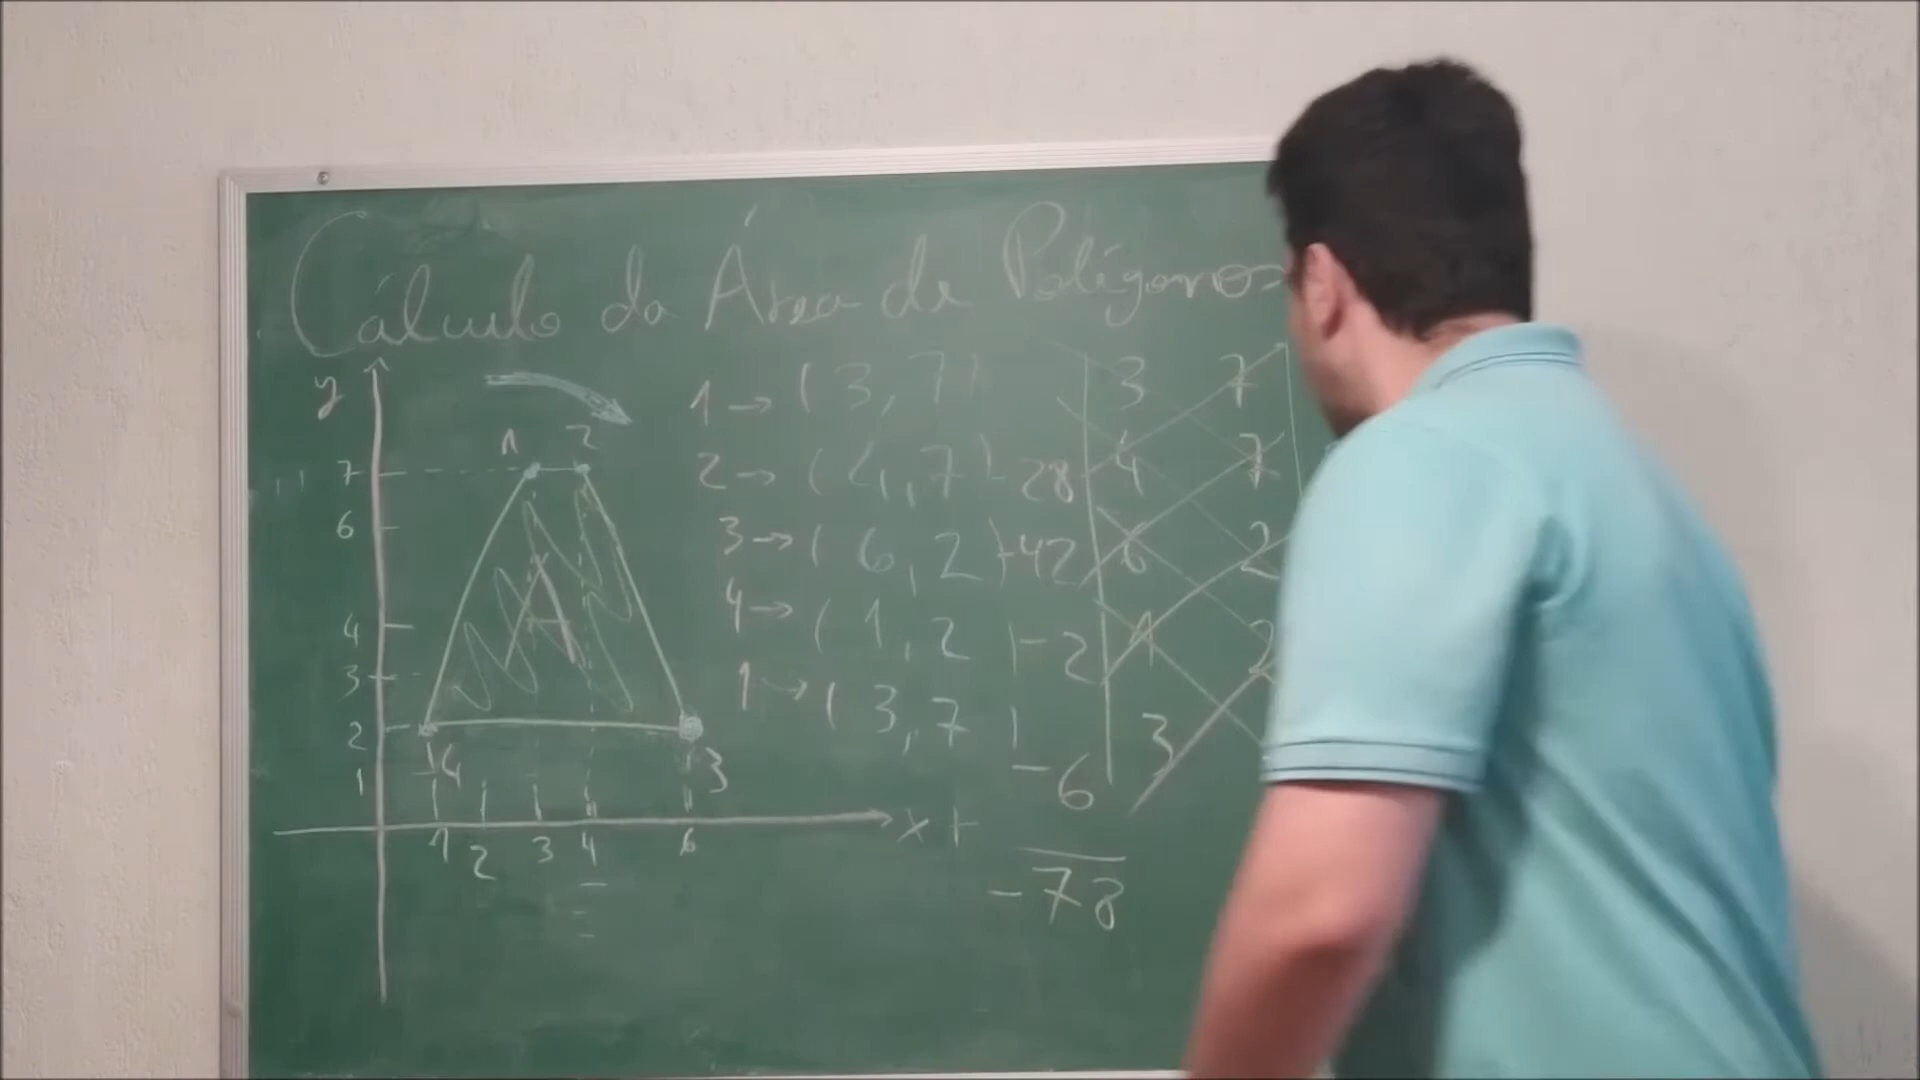 Cálculo da Área de Polígonos
y
1 2
7
6
4
3
2
1
A
4 3
1 2 3 4 6
x
1→ (3,7)
2→ (4,7)
3→ (6,2)
4→ (1,2)
1→ (3,7)
3 7
-28 4 7
-42 6 2
-2 1 2
-6 3
+
-78